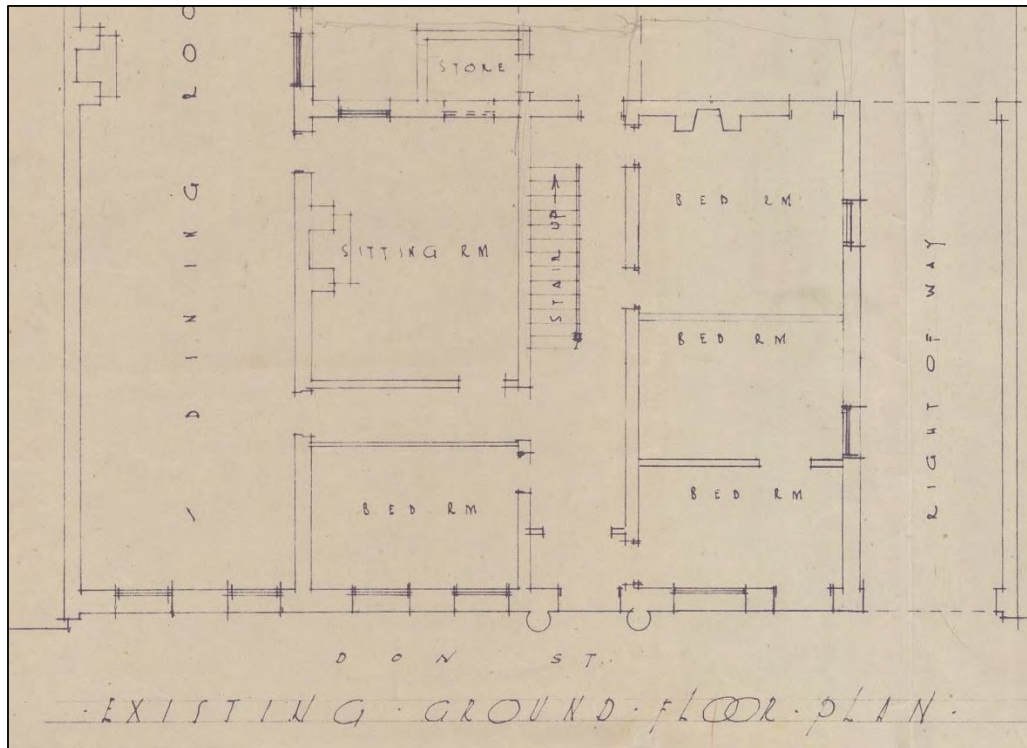 STORE
DINING ROO
SITTING RM
STAIR UP
BED RM
BED RM
BED RM
BED RM
RIGHT OF WAY
DON ST.
· EXISTING · GROUND · FLOOR · PLAN ·